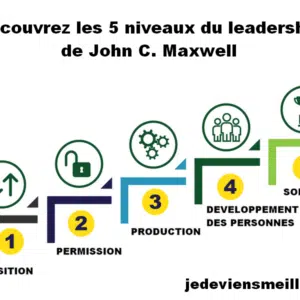 couvrez les 5 niveaux du leadersh
de John C. Maxwell
1
SITION
2
PERMISSION
3
PRODUCTION
4
DEVELOPPEMENT
DES PERSONNES
SO
jedeviensmeill